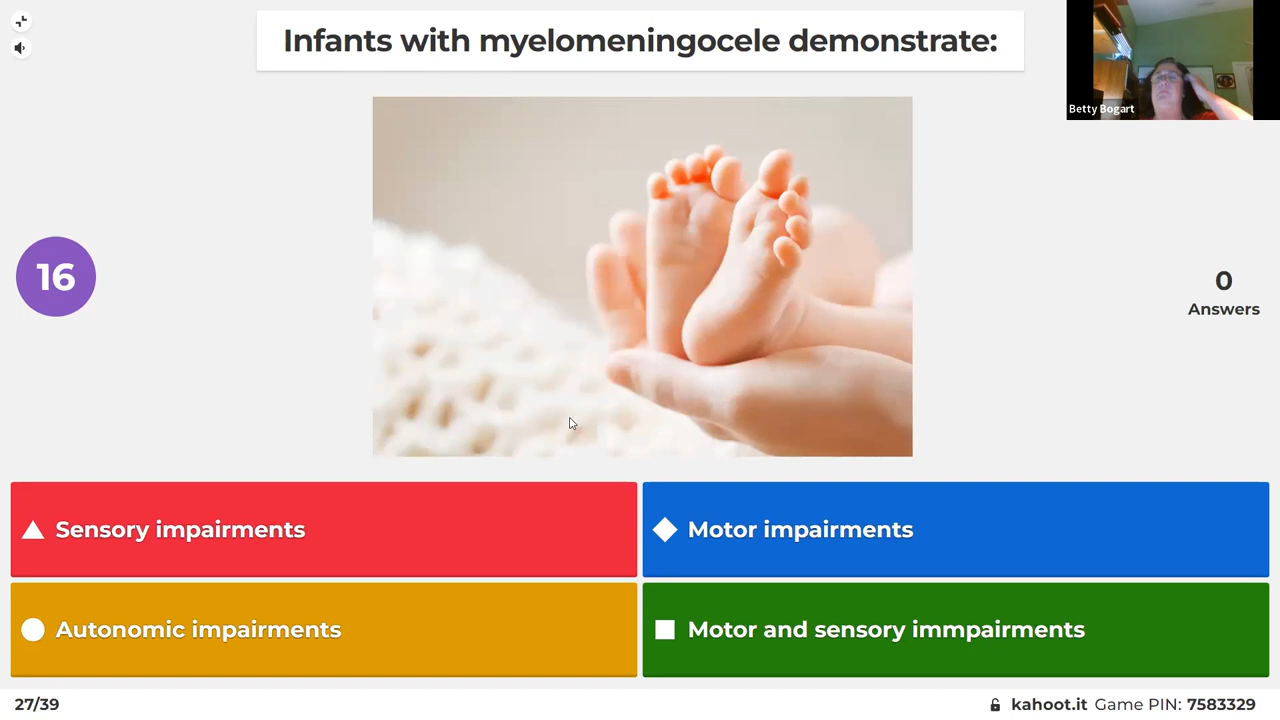 Infants with myelomeningocele demonstrate:
Betty Bogart
16
0
Answers
Sensory impairments
Motor impairments
Autonomic impairments
Motor and sensory immpairments
27/39
kahoot.it Game PIN: 7583329